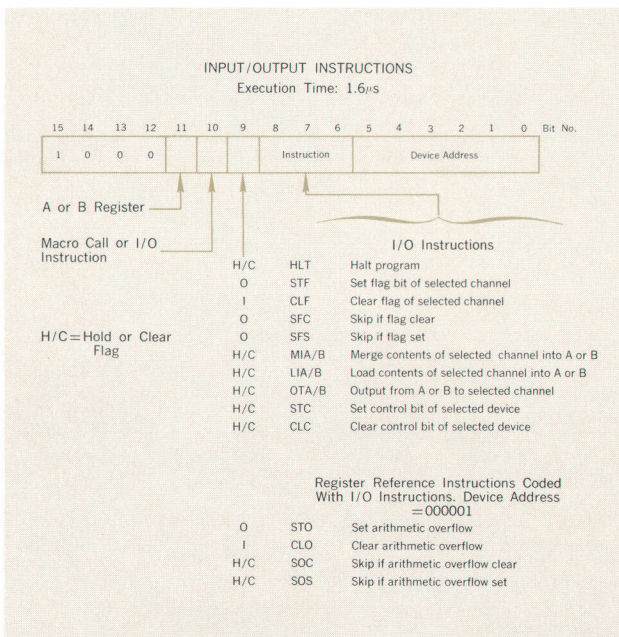 INPUT/OUTPUT INSTRUCTIONS
Execution Time: 1.6μs
15 14 13 12 11 10 9 8 7 6 5 4 3 2 1 0 Bit No.
1 0 0 0 Instruction Device Address
A or B Register
Macro Call or I/O
Instruction
I/O Instructions
H/C HLT Halt program
O STF Set flag bit of selected channel
I CLF Clear flag of selected channel
O SFC Skip if flag clear
O SFS Skip if flag set
H/C=Hold or Clear
Flag
H/C MIA/B Merge contents of selected channel into A or B
H/C LIA/B Load contents of selected channel into A or B
H/C OTA/B Output from A or B to selected channel
H/C STC Set control bit of selected device
H/C CLC Clear control bit of selected device
Register Reference Instructions Coded
With I/O Instructions. Device Address
=000001
O STO Set arithmetic overflow
I CLO Clear arithmetic overflow
H/C SOC Skip if arithmetic overflow clear
H/C SOS Skip if arithmetic overflow set